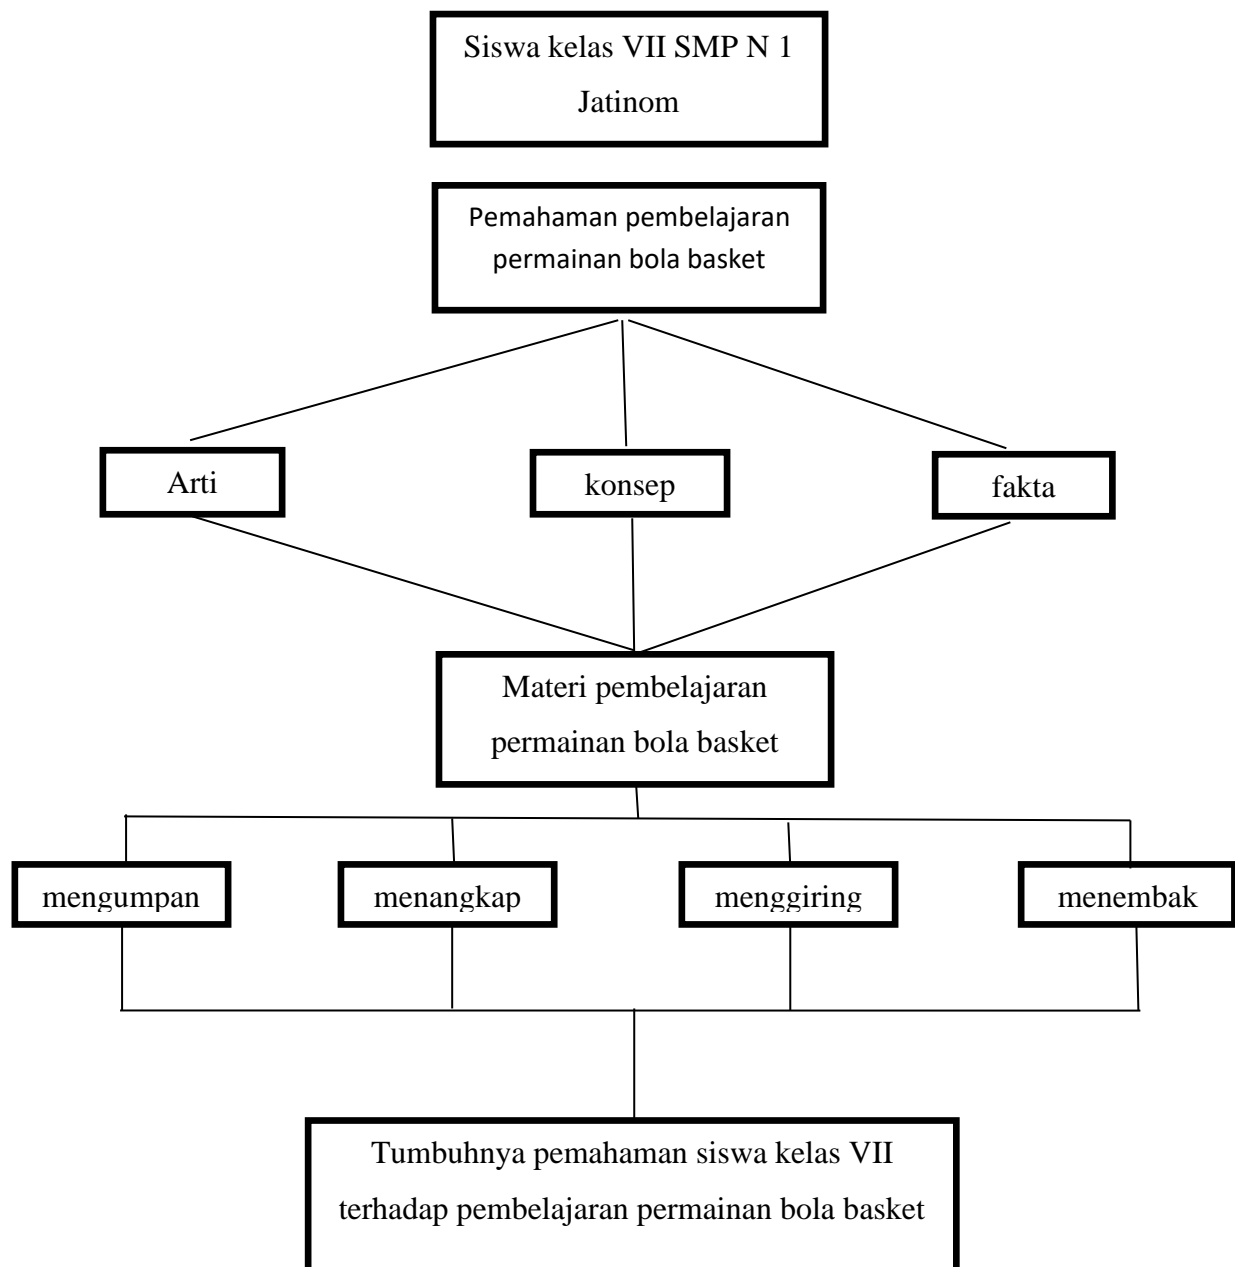 Siswa kelas VII SMP N 1
Jatinom
Pemahaman pembelajaran
permainan bola basket
Arti
konsep
fakta
Materi pembelajaran
permainan bola basket
mengumpan
menangkap
menggiring
menembak
Tumbuhnya pemahaman siswa kelas VII
terhadap pembelajaran permainan bola basket